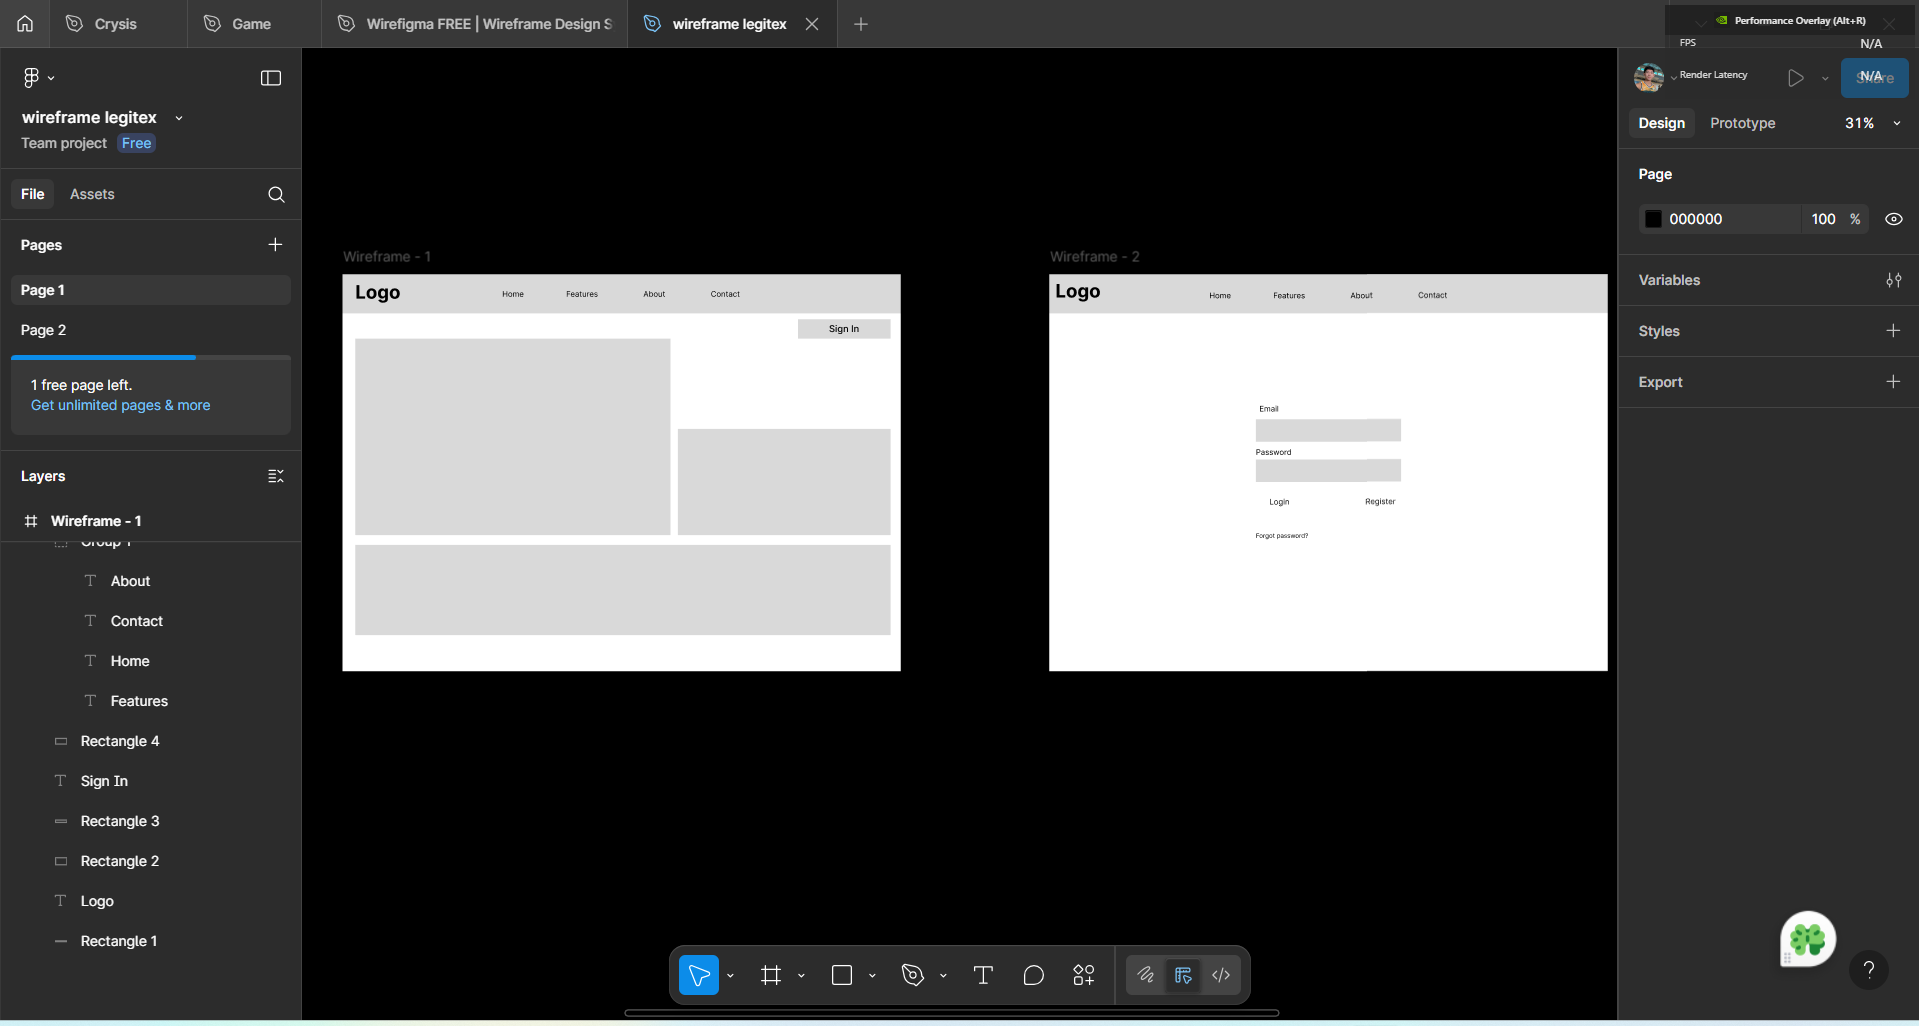 Crysis
Game
Wirefigma FREE | Wireframe Design S
wireframe legitex
Performance Overlay (Alt+R)
FPS
N/A
Render Latency
N/A
Share
wireframe legitex
Team project
Free
File
Assets
Pages
Page 1
Page 2
1 free page left.
Get unlimited pages & more
Layers
Wireframe - 1
Group 1
About
Contact
Home
Features
Rectangle 4
Sign In
Rectangle 3
Rectangle 2
Logo
Rectangle 1
Wireframe - 1
Logo
Home
Features
About
Contact
Sign In
Wireframe - 2
Logo
Home
Features
About
Contact
Email
Password
Login
Register
Forgot password?
Design
Prototype
31%
Page
000000
100
%
Variables
Styles
Export
?